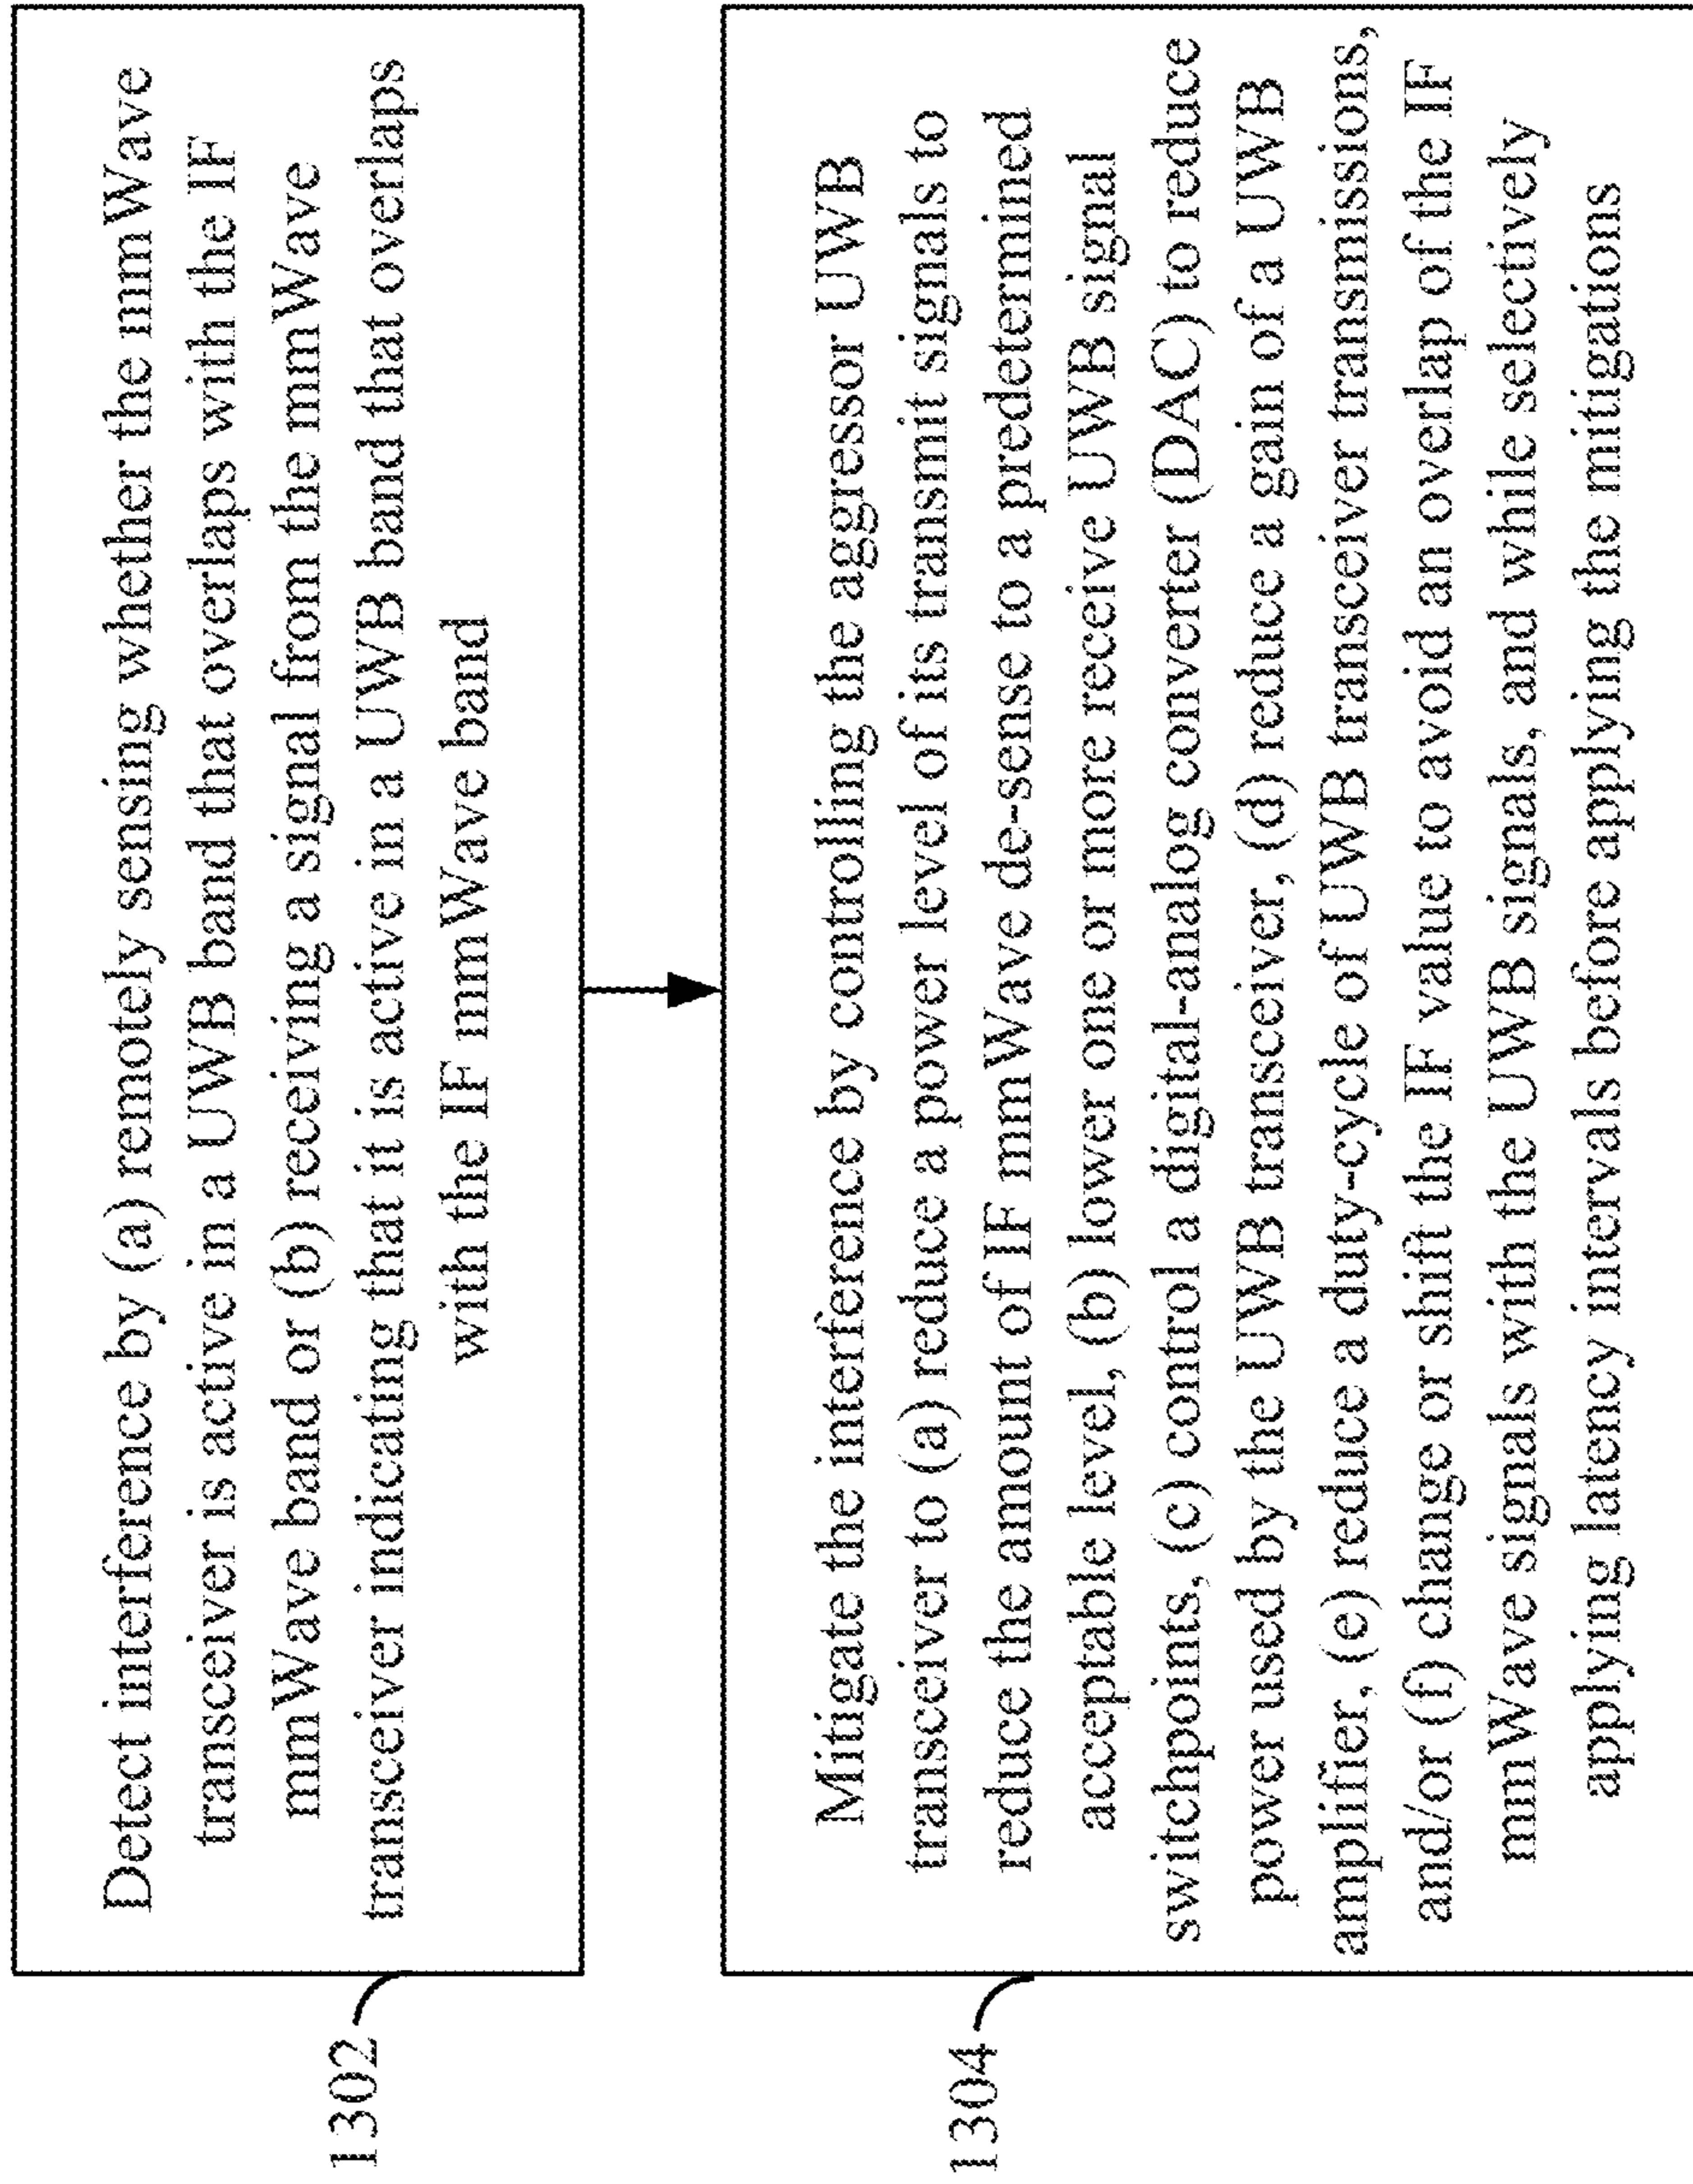 1302
Detect interference by (a) remotely sensing whether the mmWave
transceiver is active in a UWB band that overlaps with the IF
mmWave band or (b) receiving a signal from the mmWave
transceiver indicating that it is active in a UWB band that overlaps
with the IF mmWave band
1304
Mitigate the interference by controlling the aggressor UWB
transceiver to (a) reduce a power level of its transmit signals to
reduce the amount of IF mmWave de-sense to a predetermined
acceptable level, (b) lower one or more receive UWB signal
switchpoints, (c) control a digital-analog converter (DAC) to reduce
power used by the UWB transceiver, (d) reduce a gain of a UWB
amplifier, (e) reduce a duty-cycle of UWB transceiver transmissions,
and/or (f) change or shift the IF value to avoid an overlap of the IF
mmWave signals with the UWB signals, and while selectively
applying latency intervals before applying the mitigations